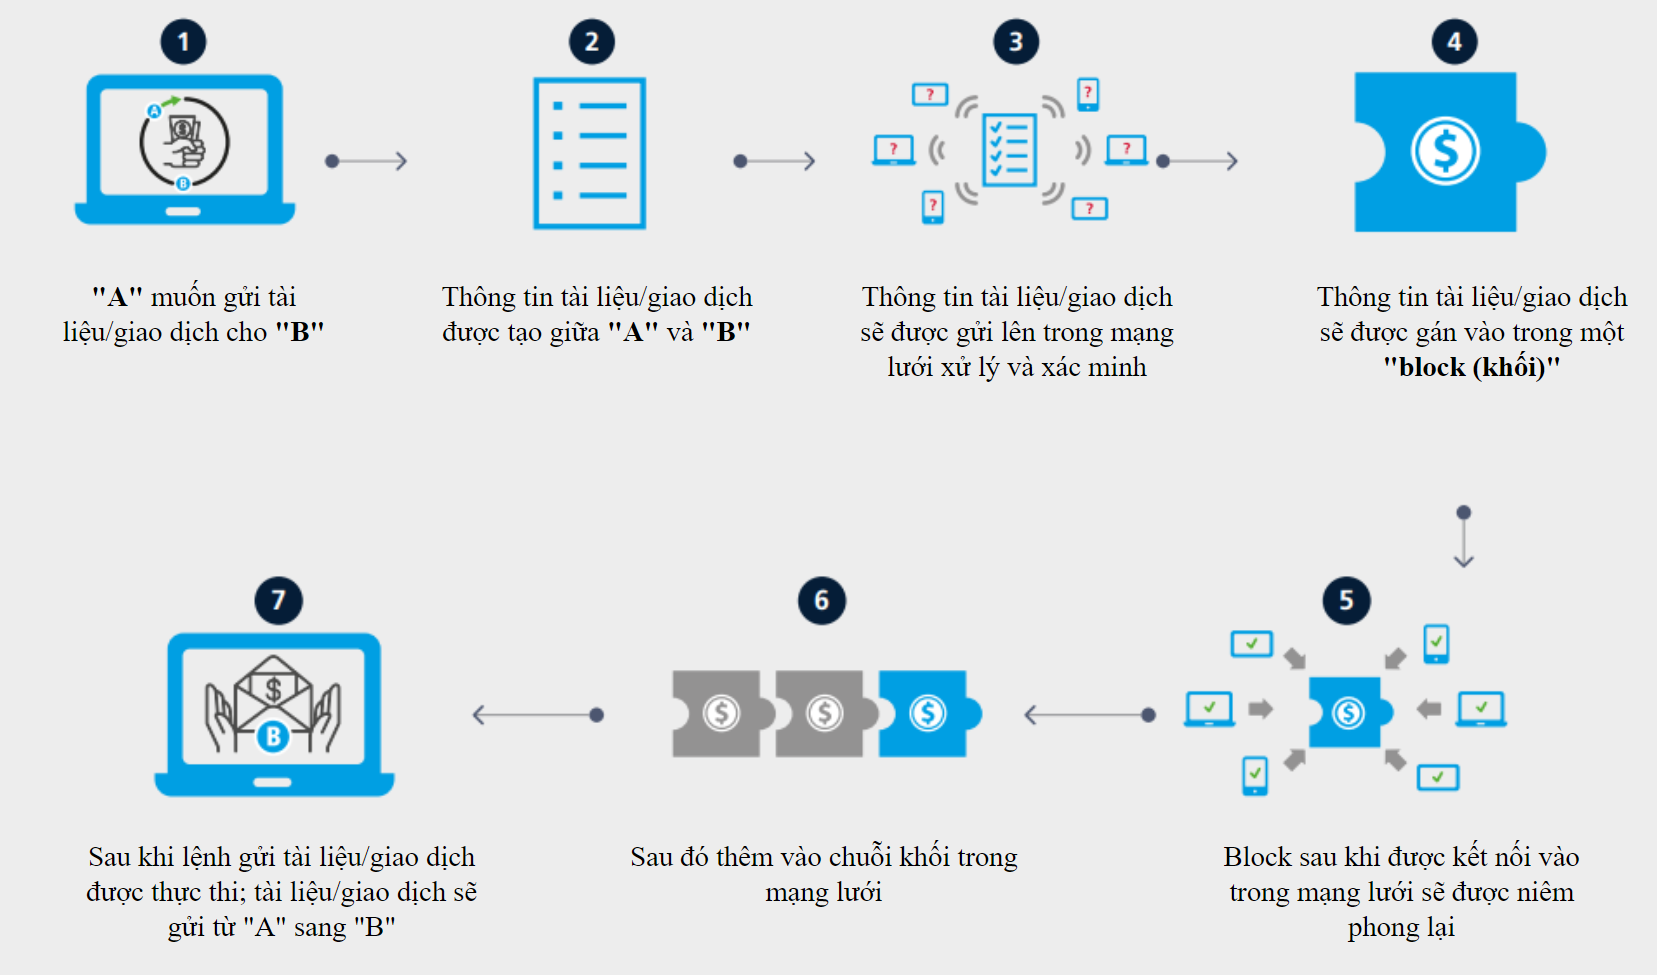 1
2
3
4
A
B
$
?
?
?
?
?
?
$
"A" muốn gửi tài
liệu/giao dịch cho "B"
Thông tin tài liệu/giao dịch
được tạo giữa "A" và "B"
Thông tin tài liệu/giao dịch
sẽ được gửi lên trong mạng
lưới xử lý và xác minh
Thông tin tài liệu/giao dịch
sẽ được gán vào trong một
"block (khối)"
7
6
5
$
B
$
$
$
$
Sau khi lệnh gửi tài liệu/giao dịch
được thực thi; tài liệu/giao dịch sẽ
gửi từ "A" sang "B"
Sau đó thêm vào chuỗi khối trong
mạng lưới
Block sau khi được kết nối vào
trong mạng lưới sẽ được niêm
phong lại